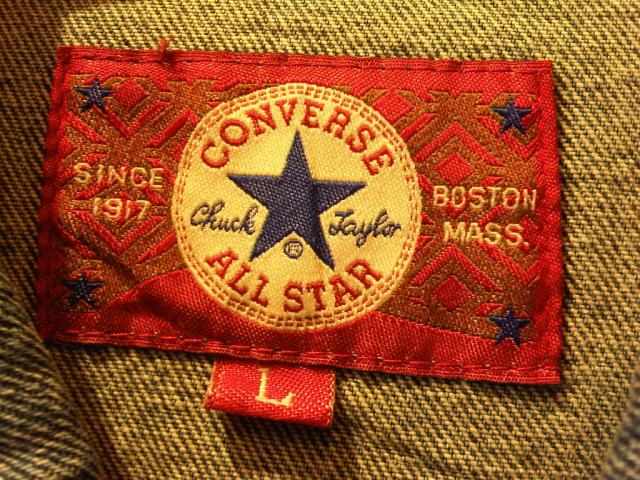 CONVERSE
SINCE
1917
Chuck Taylor
®
ALL STAR
BOSTON
MASS.
L